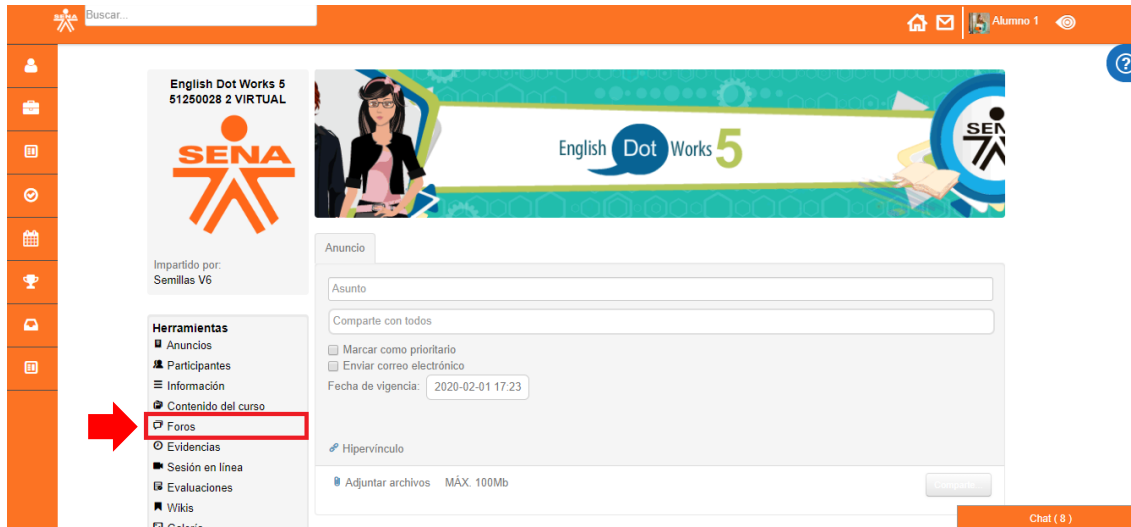 SENA
Buscar...
Alumno 1
English Dot Works 5
51250028 2 VIRTUAL
SENA
Impartido por:
Semillas V6
Herramientas
Anuncios
Participantes
Información
Contenido del curso
Foros
Evidencias
Sesión en línea
Evaluaciones
Wikis
English Dot Works 5
SEN
Anuncio
Asunto
Comparte con todos
Marcar como prioritario
Enviar correo electrónico
Fecha de vigencia: 2020-02-01 17:23
Hipervínculo
Adjuntar archivos MÁX. 100Mb
Chat ( 8 )